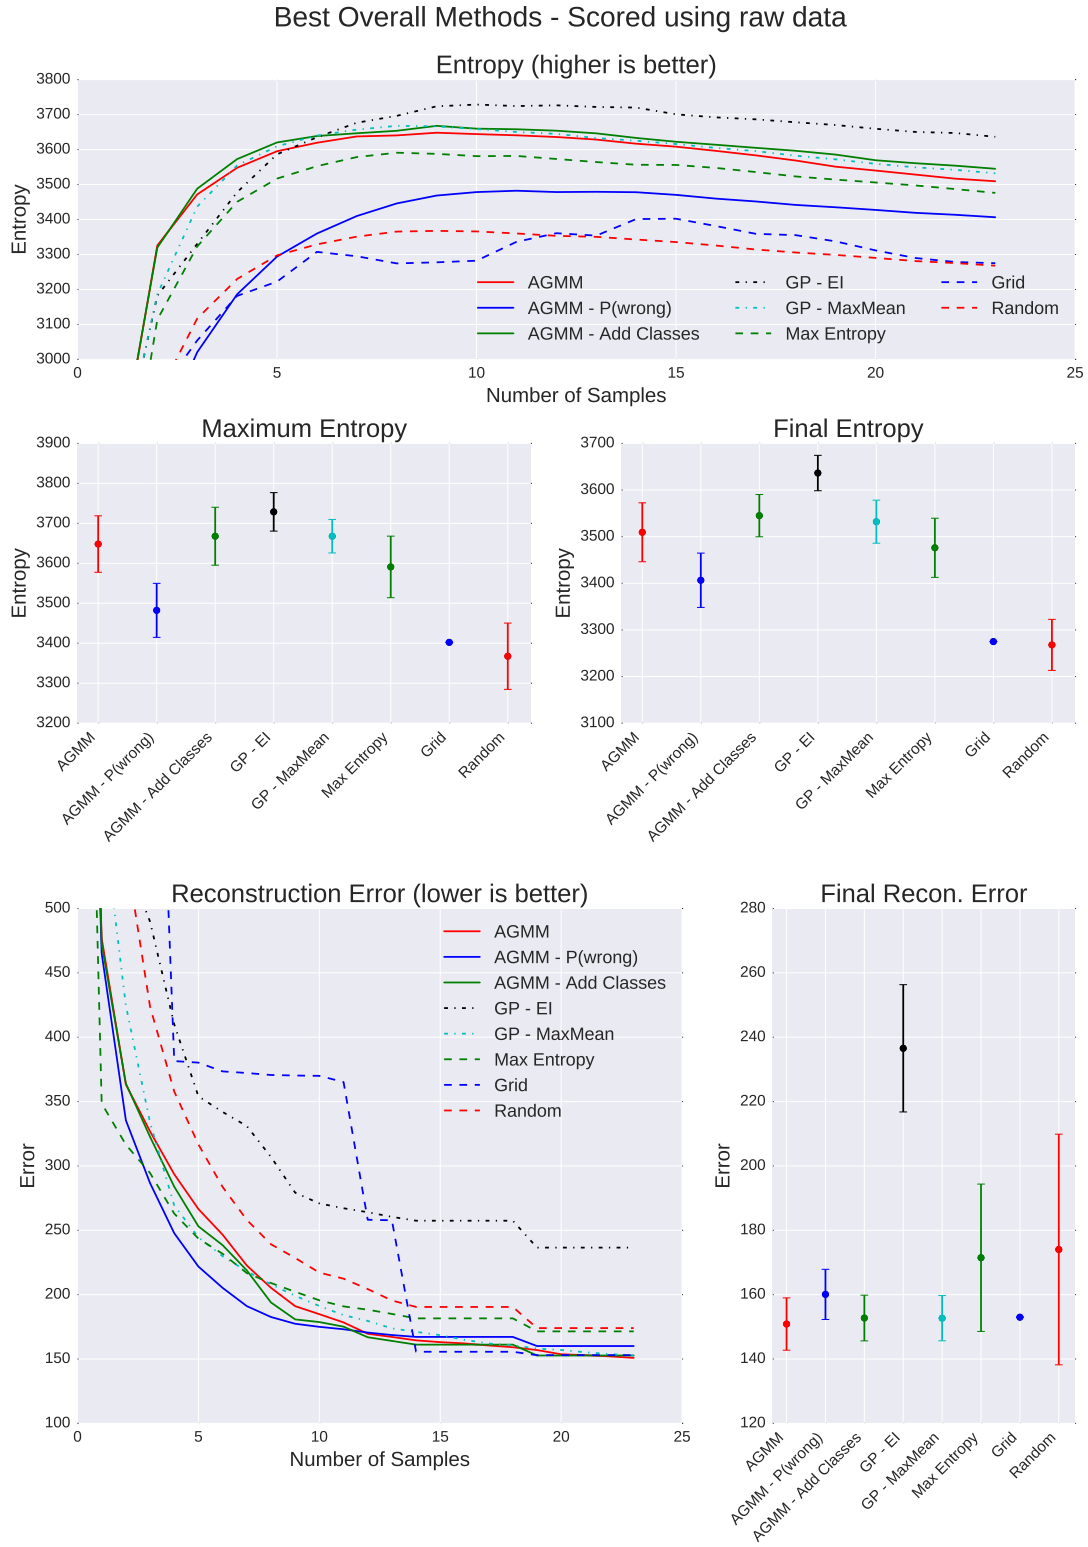 Best Overall Methods - Scored using raw data
Entropy (higher is better)
3800
3700
3600
3500
3400
3300
3200
3100
3000
Entropy
AGMM
AGMM - P(wrong)
AGMM - Add Classes
GP - EI
GP - MaxMean
Max Entropy
Grid
Random
0 5 10 15 20 25
Number of Samples
Maximum Entropy
3900
3800
3700
3600
3500
3400
3300
3200
Entropy
AGMM
AGMM - P(wrong)
AGMM - Add Classes
GP - EI
GP - MaxMean
Max Entropy
Grid
Random
Final Entropy
3700
3600
3500
3400
3300
3200
3100
Entropy
AGMM
AGMM - P(wrong)
AGMM - Add Classes
GP - EI
GP - MaxMean
Max Entropy
Grid
Random
Reconstruction Error (lower is better)
500
450
400
350
300
250
200
150
100
Error
AGMM
AGMM - P(wrong)
AGMM - Add Classes
GP - EI
GP - MaxMean
Max Entropy
Grid
Random
0 5 10 15 20 25
Number of Samples
Final Recon. Error
280
260
240
220
200
180
160
140
120
Error
AGMM
AGMM - P(wrong)
AGMM - Add Classes
GP - EI
GP - MaxMean
Max Entropy
Grid
Random